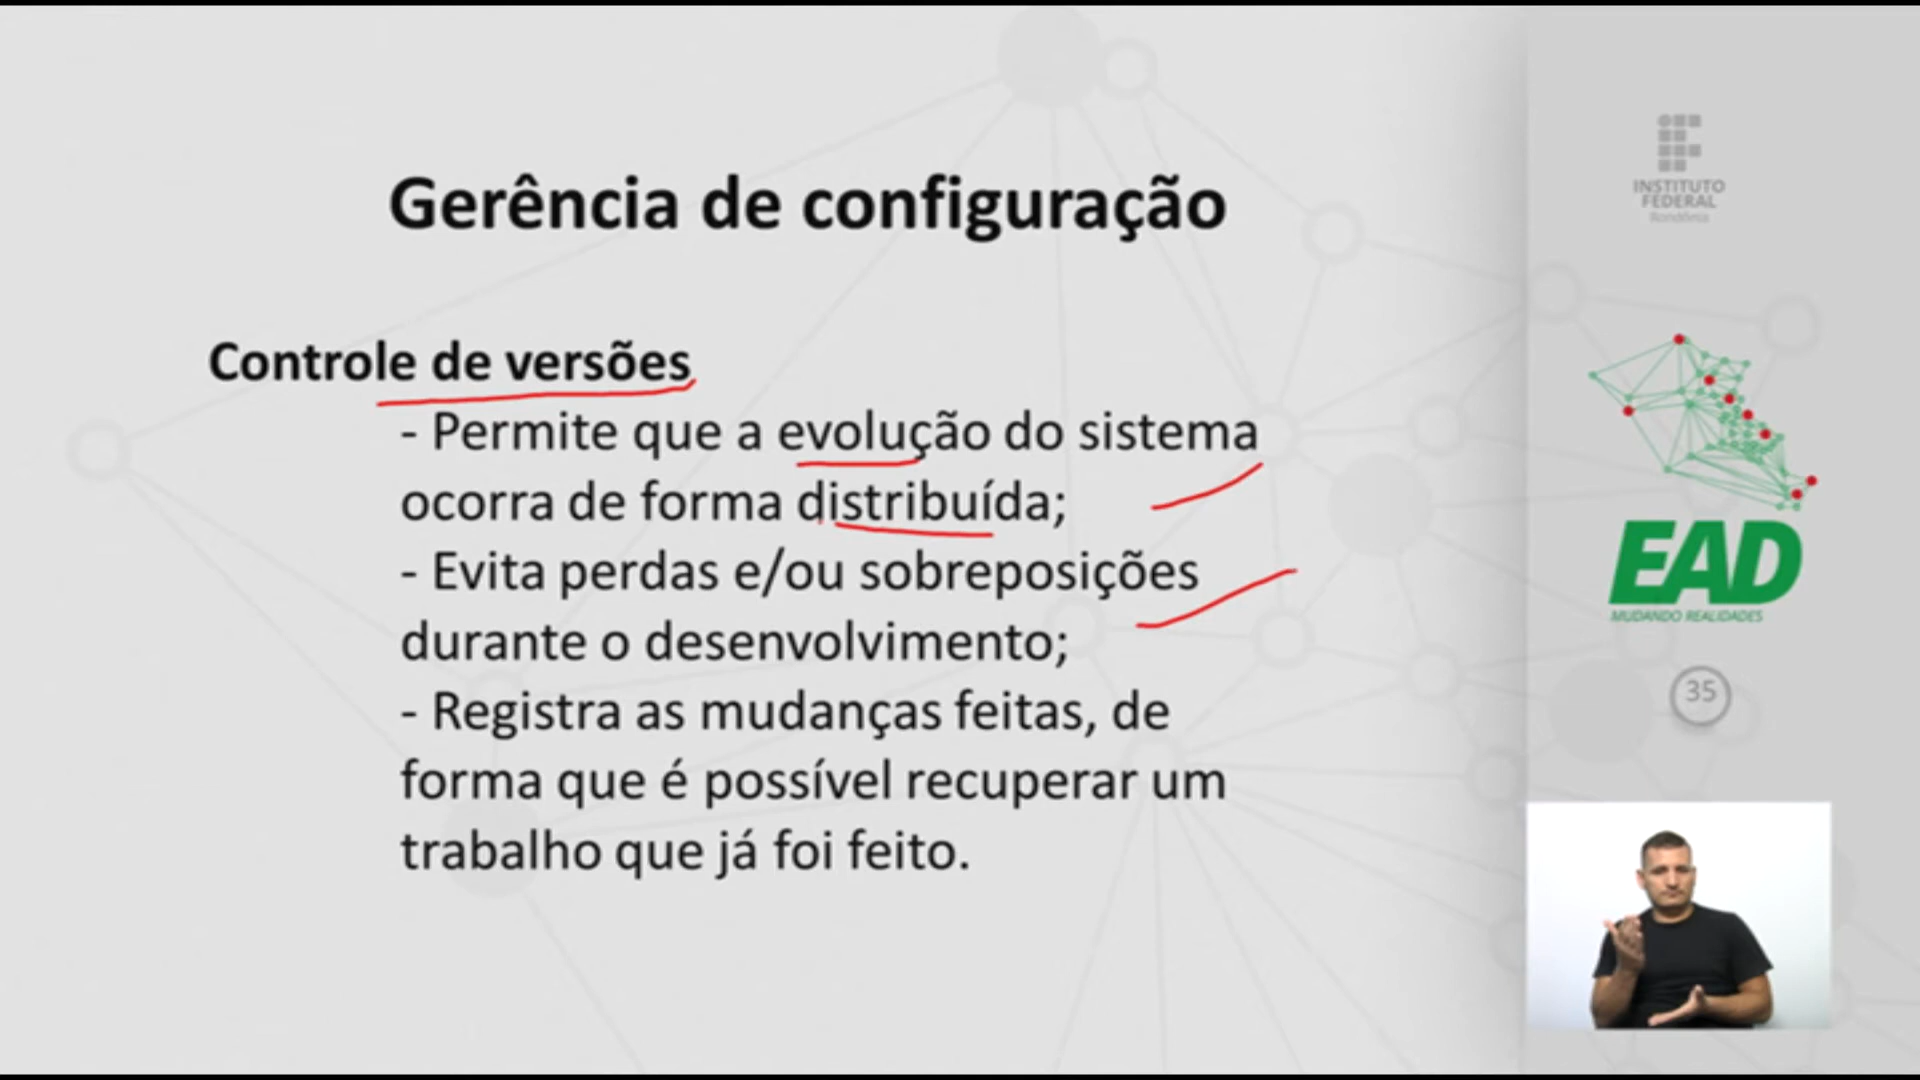 Gerência de configuração
Controle de versões
- Permite que a evolução do sistema
ocorra de forma distribuída;
- Evita perdas e/ou sobreposições
durante o desenvolvimento;
- Registra as mudanças feitas, de
forma que é possível recuperar um
trabalho que já foi feito.
INSTITUTO
FEDERAL
Rondônia
EAD
MUDANDO REALIDADES
35